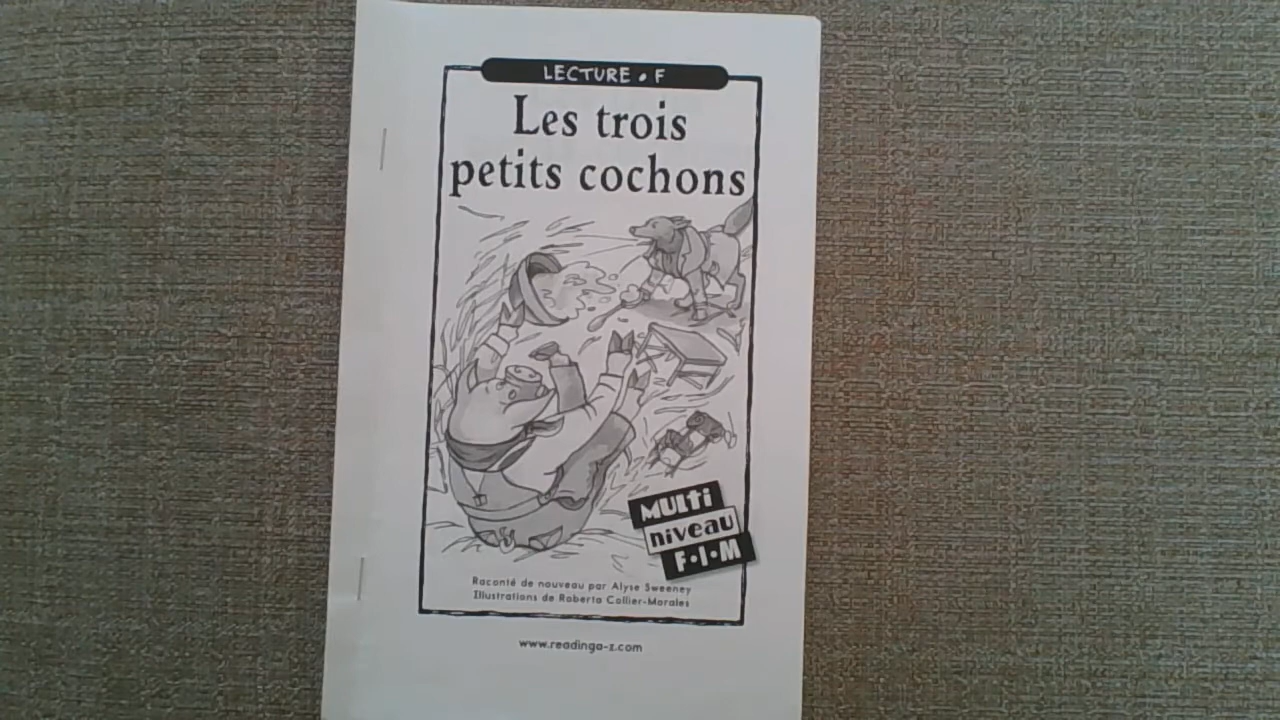 LECTURE • F
Les trois
petits cochons
MULTi
niveau
F•I•M
Raconté de nouveau par Alyse Sweeney
Illustrations de Roberta Collier-Morales
www.readinga-z.com